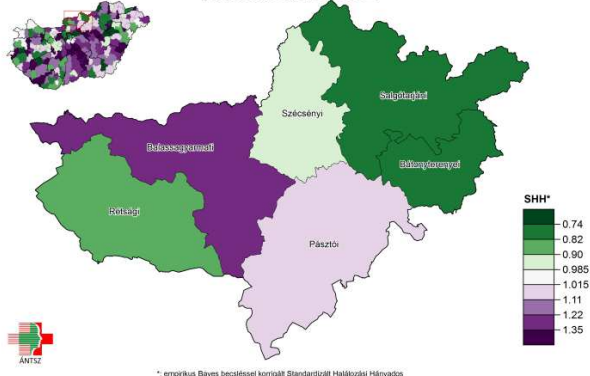 Szécsényi
Salgótarjáni
Balassagyarmati
Bátonyterenyei
Rétsági
Pásztói
SHH*
0.74
0.82
0.90
0.985
1.015
1.11
1.22
1.35
ÁNTSZ
*: empirikus Bayes becsléssel korrigált Standardizált Halálozási Hányados